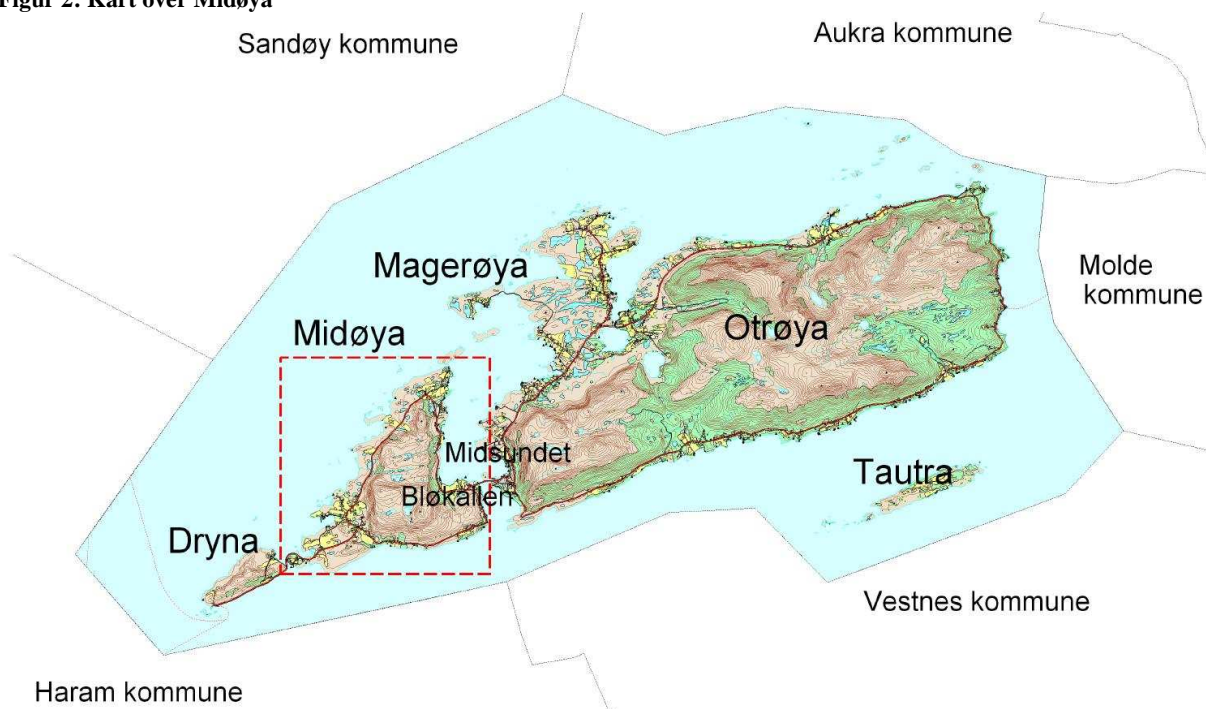 Figur 2: Kart over Midøya
Sandøy kommune
Aukra kommune
Magerøya
Molde
kommune
Midøya
Otrøya
Midsundet
Tautra
Bløkallen
Dryna
Vestnes kommune
Haram kommune